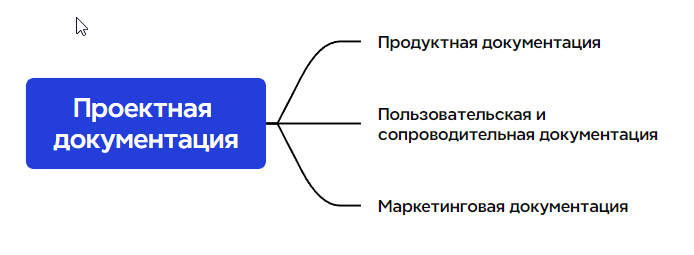 Проектная
документация
Продуктная документация
Пользовательская и
сопроводительная документация
Маркетинговая документация